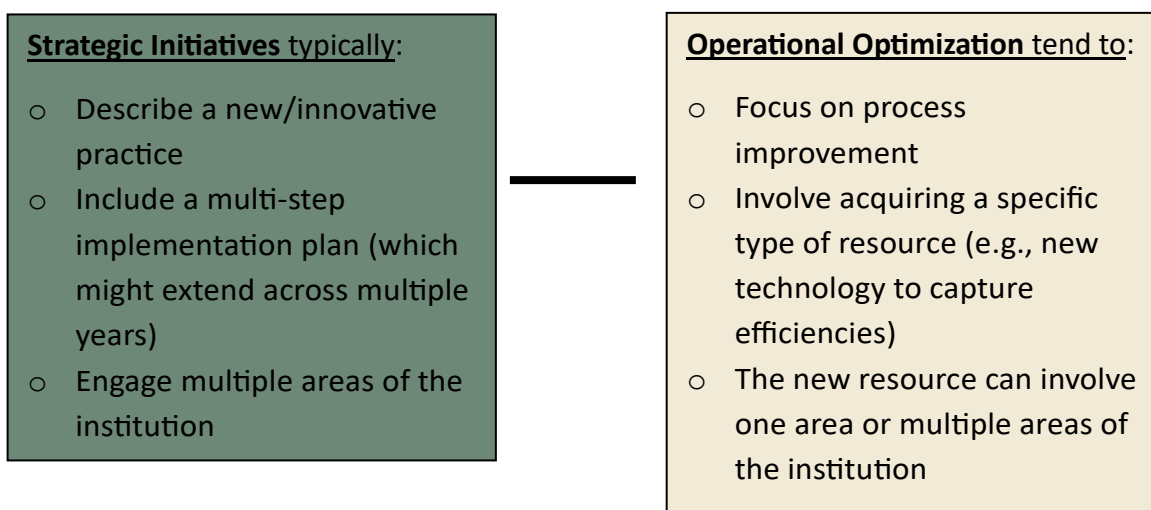 Strategic Initiatives typically:
o Describe a new/innovative
practice
o Include a multi-step
implementation plan (which
might extend across multiple
years)
o Engage multiple areas of the
institution
Operational Optimization tend to:
o Focus on process
improvement
o Involve acquiring a specific
type of resource (e.g., new
technology to capture
efficiencies)
o The new resource can involve
one area or multiple areas of
the institution